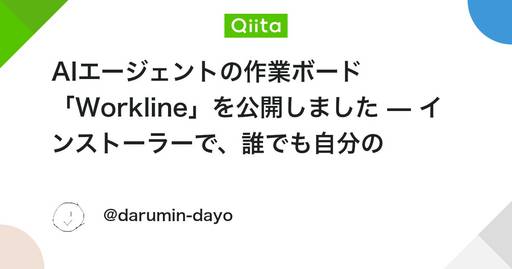 Qiita
AIエージェントの作業ボード
「Workline」を公開しました — イ
ンストーラーで、誰でも自分の
@darumin-dayo